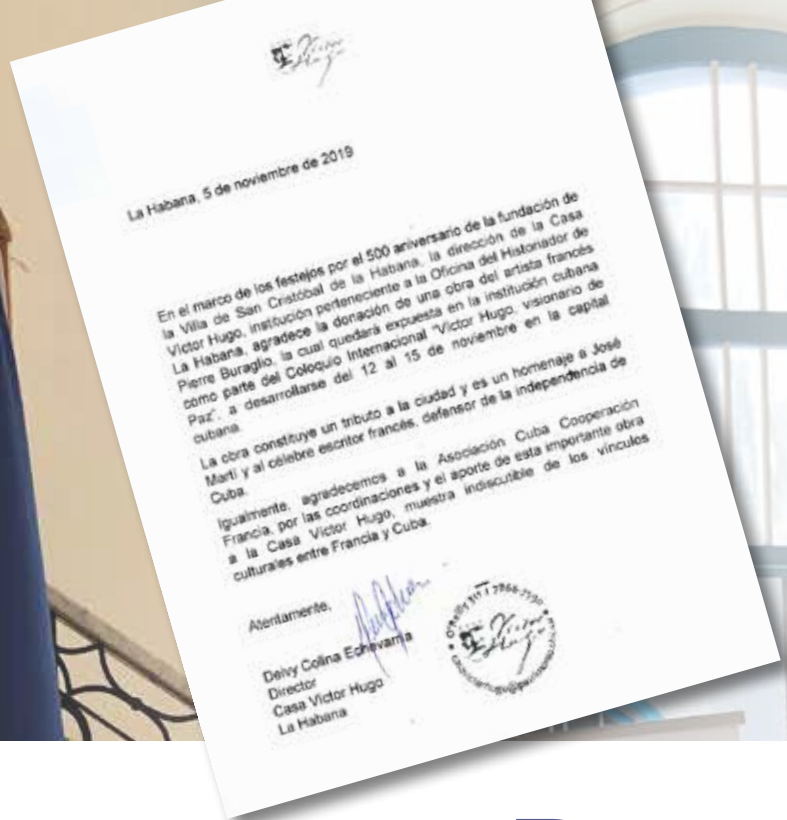 Victor
Hugo
La Habana, 5 de noviembre de 2019
En el marco de los festejos por el 500 aniversario de la fundación de
la Villa de San Cristóbal de la Habana, la dirección de la Casa
Victor Hugo, institución perteneciente a la Oficina del Historiador de
La Habana, agradece la donación de una obra del artista francés
Pierre Buraglio, la cual quedará expuesta en la institución cubana
como parte del Coloquio Internacional "Victor Hugo, visionario de
Paz", a desarrollarse del 12 al 15 de noviembre en la capital
cubana.
La obra constituye un tributo a la ciudad y es un homenaje a José
Martí y al célebre escritor francés, defensor de la independencia de
Cuba.
Igualmente, agradecemos a la Asociación Cuba Cooperación
Francia, por las coordinaciones y el aporte de esta importante obra
a la Casa Victor Hugo, muestra indiscutible de los vínculos
culturales entre Francia y Cuba.
Atentamente,
Deivy Colina Echevarria
Director
Casa Victor Hugo
La Habana
Victor
Hugo